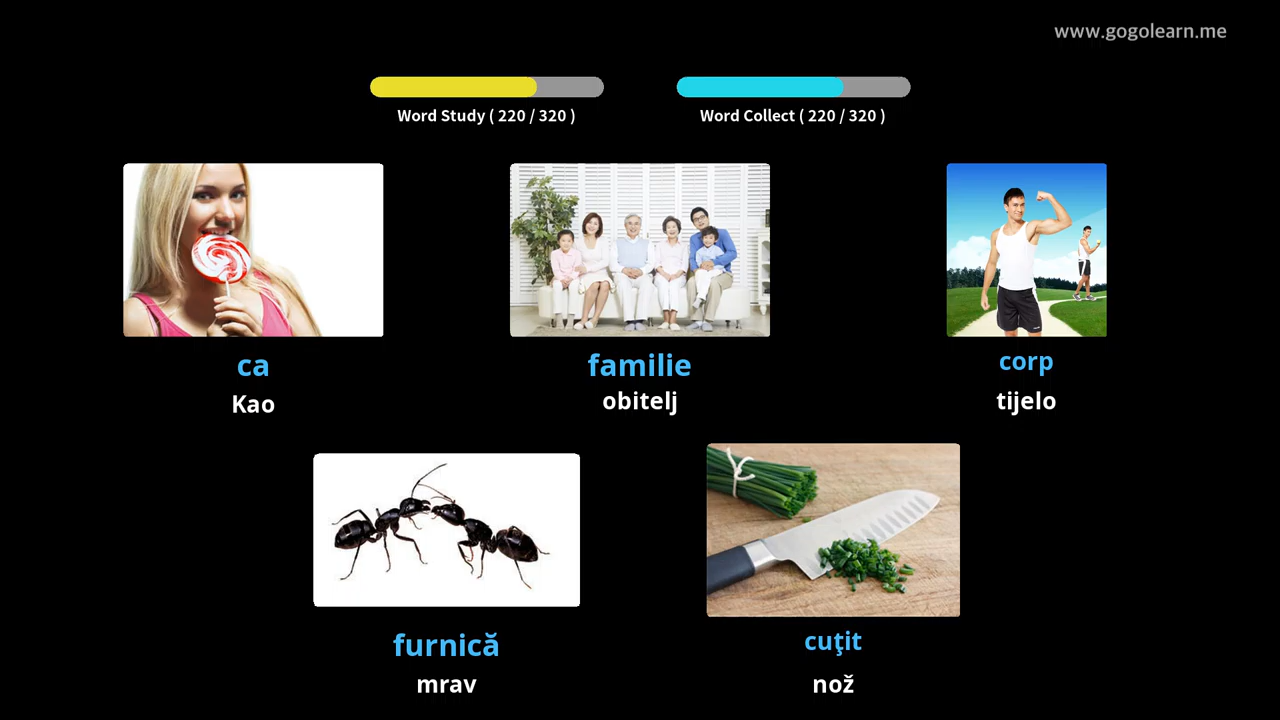 www.gogolearn.me
Word Study ( 220 / 320 )
Word Collect ( 220 / 320 )
ca
Kao
familie
obitelj
corp
tijelo
furnică
mrav
cuţit
nož